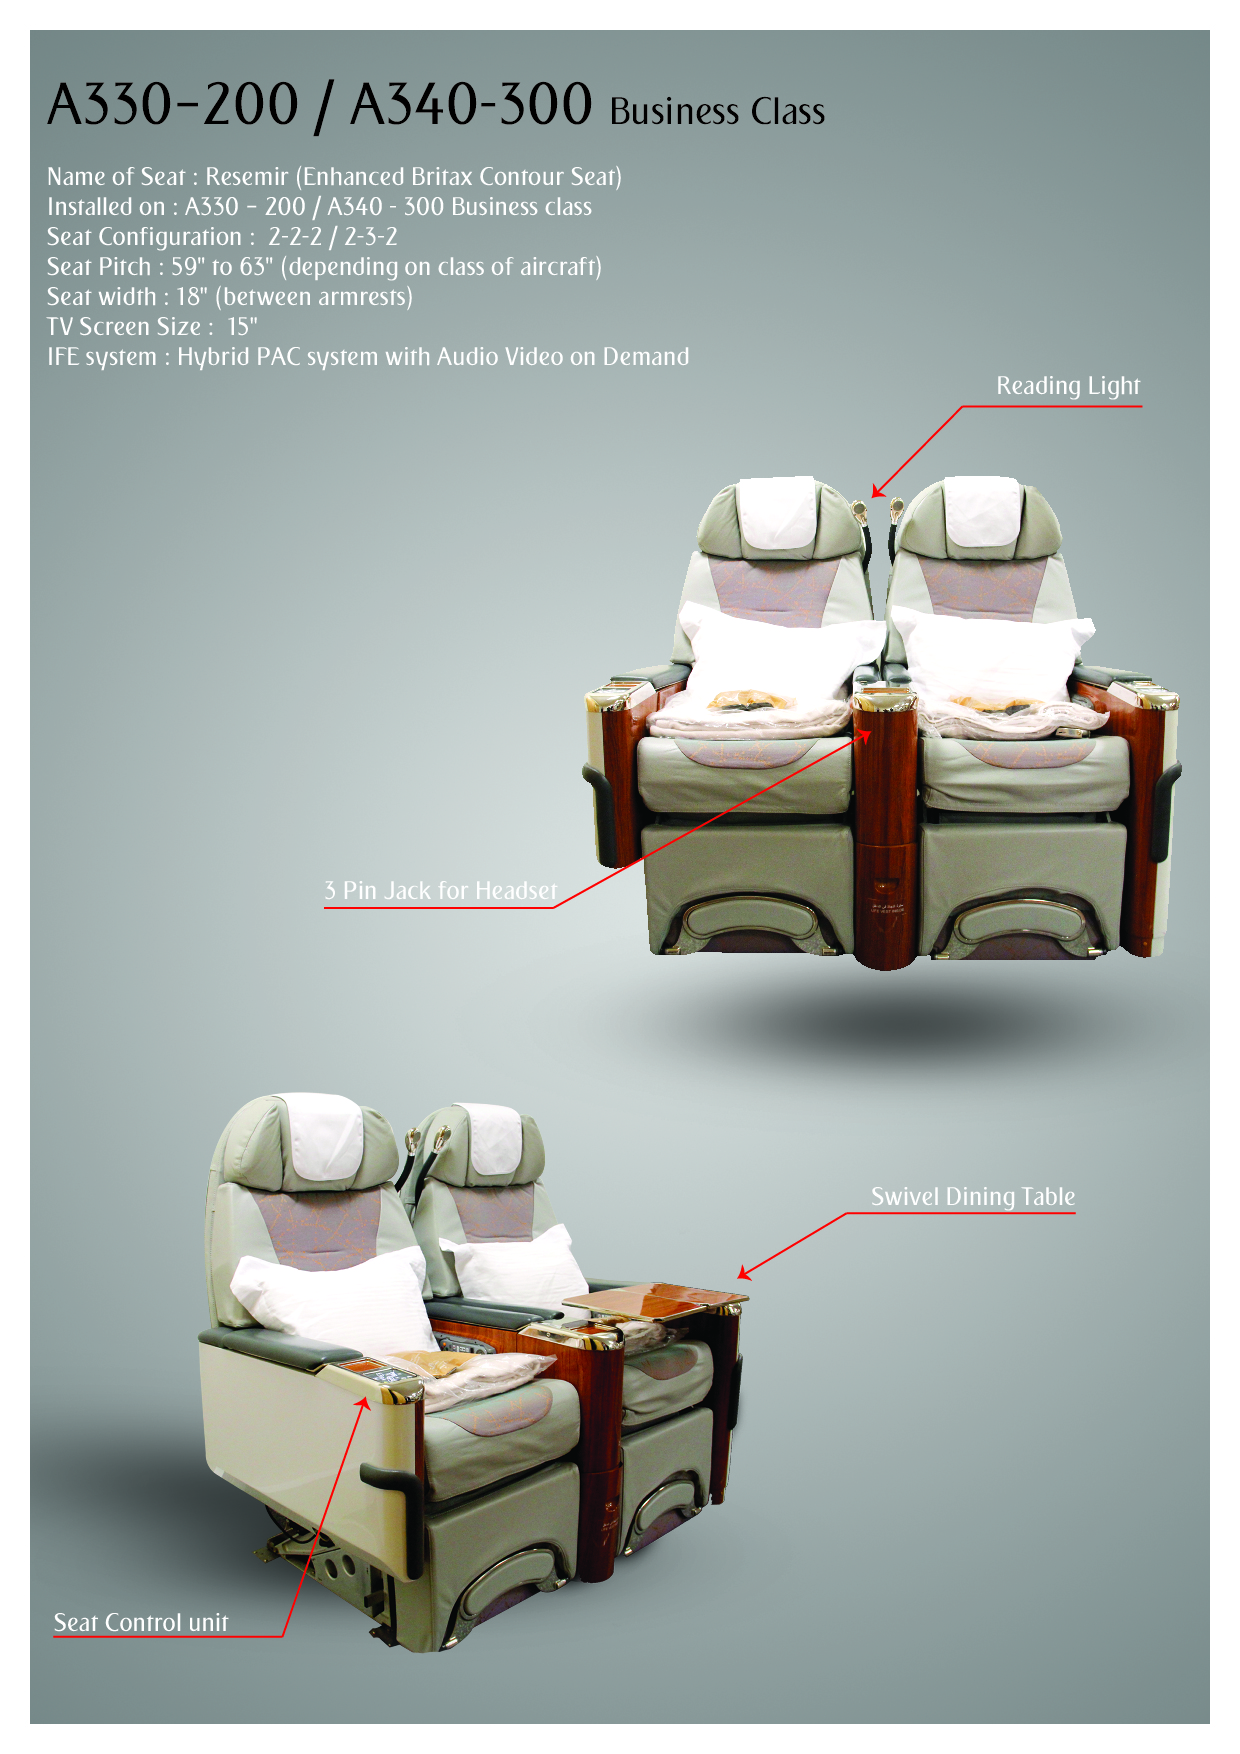 A330–200 / A340-300 Business Class
Name of Seat : Resemir (Enhanced Britax Contour Seat)
Installed on : A330 – 200 / A340 - 300 Business class
Seat Configuration :  2-2-2 / 2-3-2
Seat Pitch : 59" to 63" (depending on class of aircraft)
Seat width : 18" (between armrests)
TV Screen Size :  15"
IFE system : Hybrid PAC system with Audio Video on Demand
Reading Light
3 Pin Jack for Headset
Swivel Dining Table
Seat Control unit